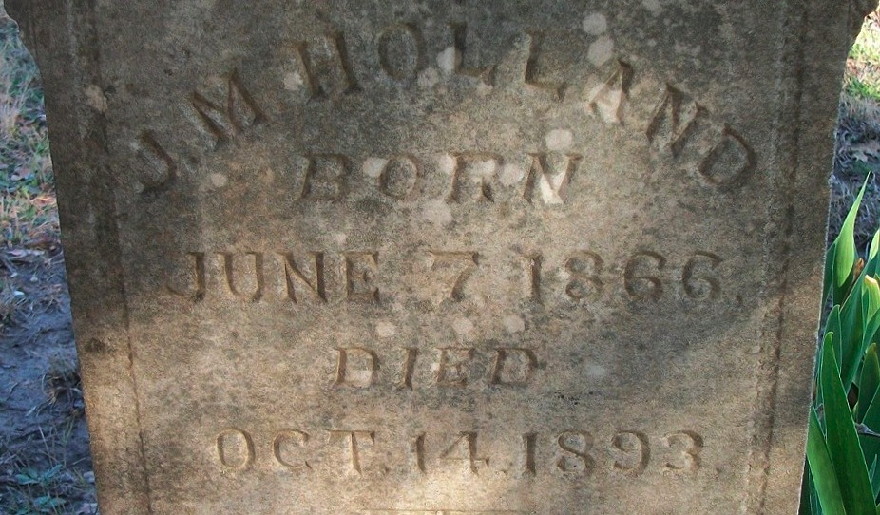 J. M HOLLAND
BORN
JUNE 7, 1866,
DIED
OCT. 14, 1893.